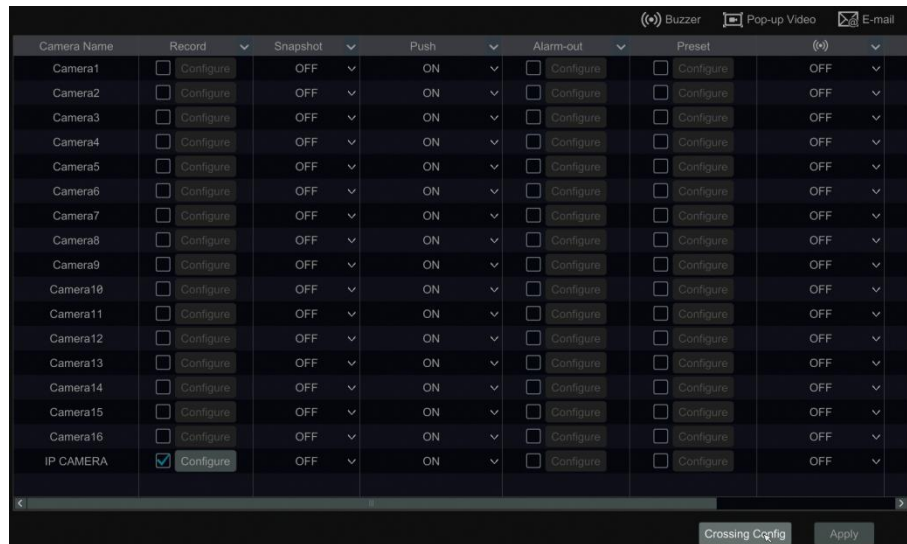 Buzzer Pop-up Video E-mail
Camera Name Record Snapshot Push Alarm-out Preset
Camera1 Configure OFF ON Configure Configure OFF
Camera2 Configure OFF ON Configure Configure OFF
Camera3 Configure OFF ON Configure Configure OFF
Camera4 Configure OFF ON Configure Configure OFF
Camera5 Configure OFF ON Configure Configure OFF
Camera6 Configure OFF ON Configure Configure OFF
Camera7 Configure OFF ON Configure Configure OFF
Camera8 Configure OFF ON Configure Configure OFF
Camera9 Configure OFF ON Configure Configure OFF
Camera10 Configure OFF ON Configure Configure OFF
Camera11 Configure OFF ON Configure Configure OFF
Camera12 Configure OFF ON Configure Configure OFF
Camera13 Configure OFF ON Configure Configure OFF
Camera14 Configure OFF ON Configure Configure OFF
Camera15 Configure OFF ON Configure Configure OFF
Camera16 Configure OFF ON Configure Configure OFF
IP CAMERA Configure OFF ON Configure Configure OFF
Crossing Config Apply